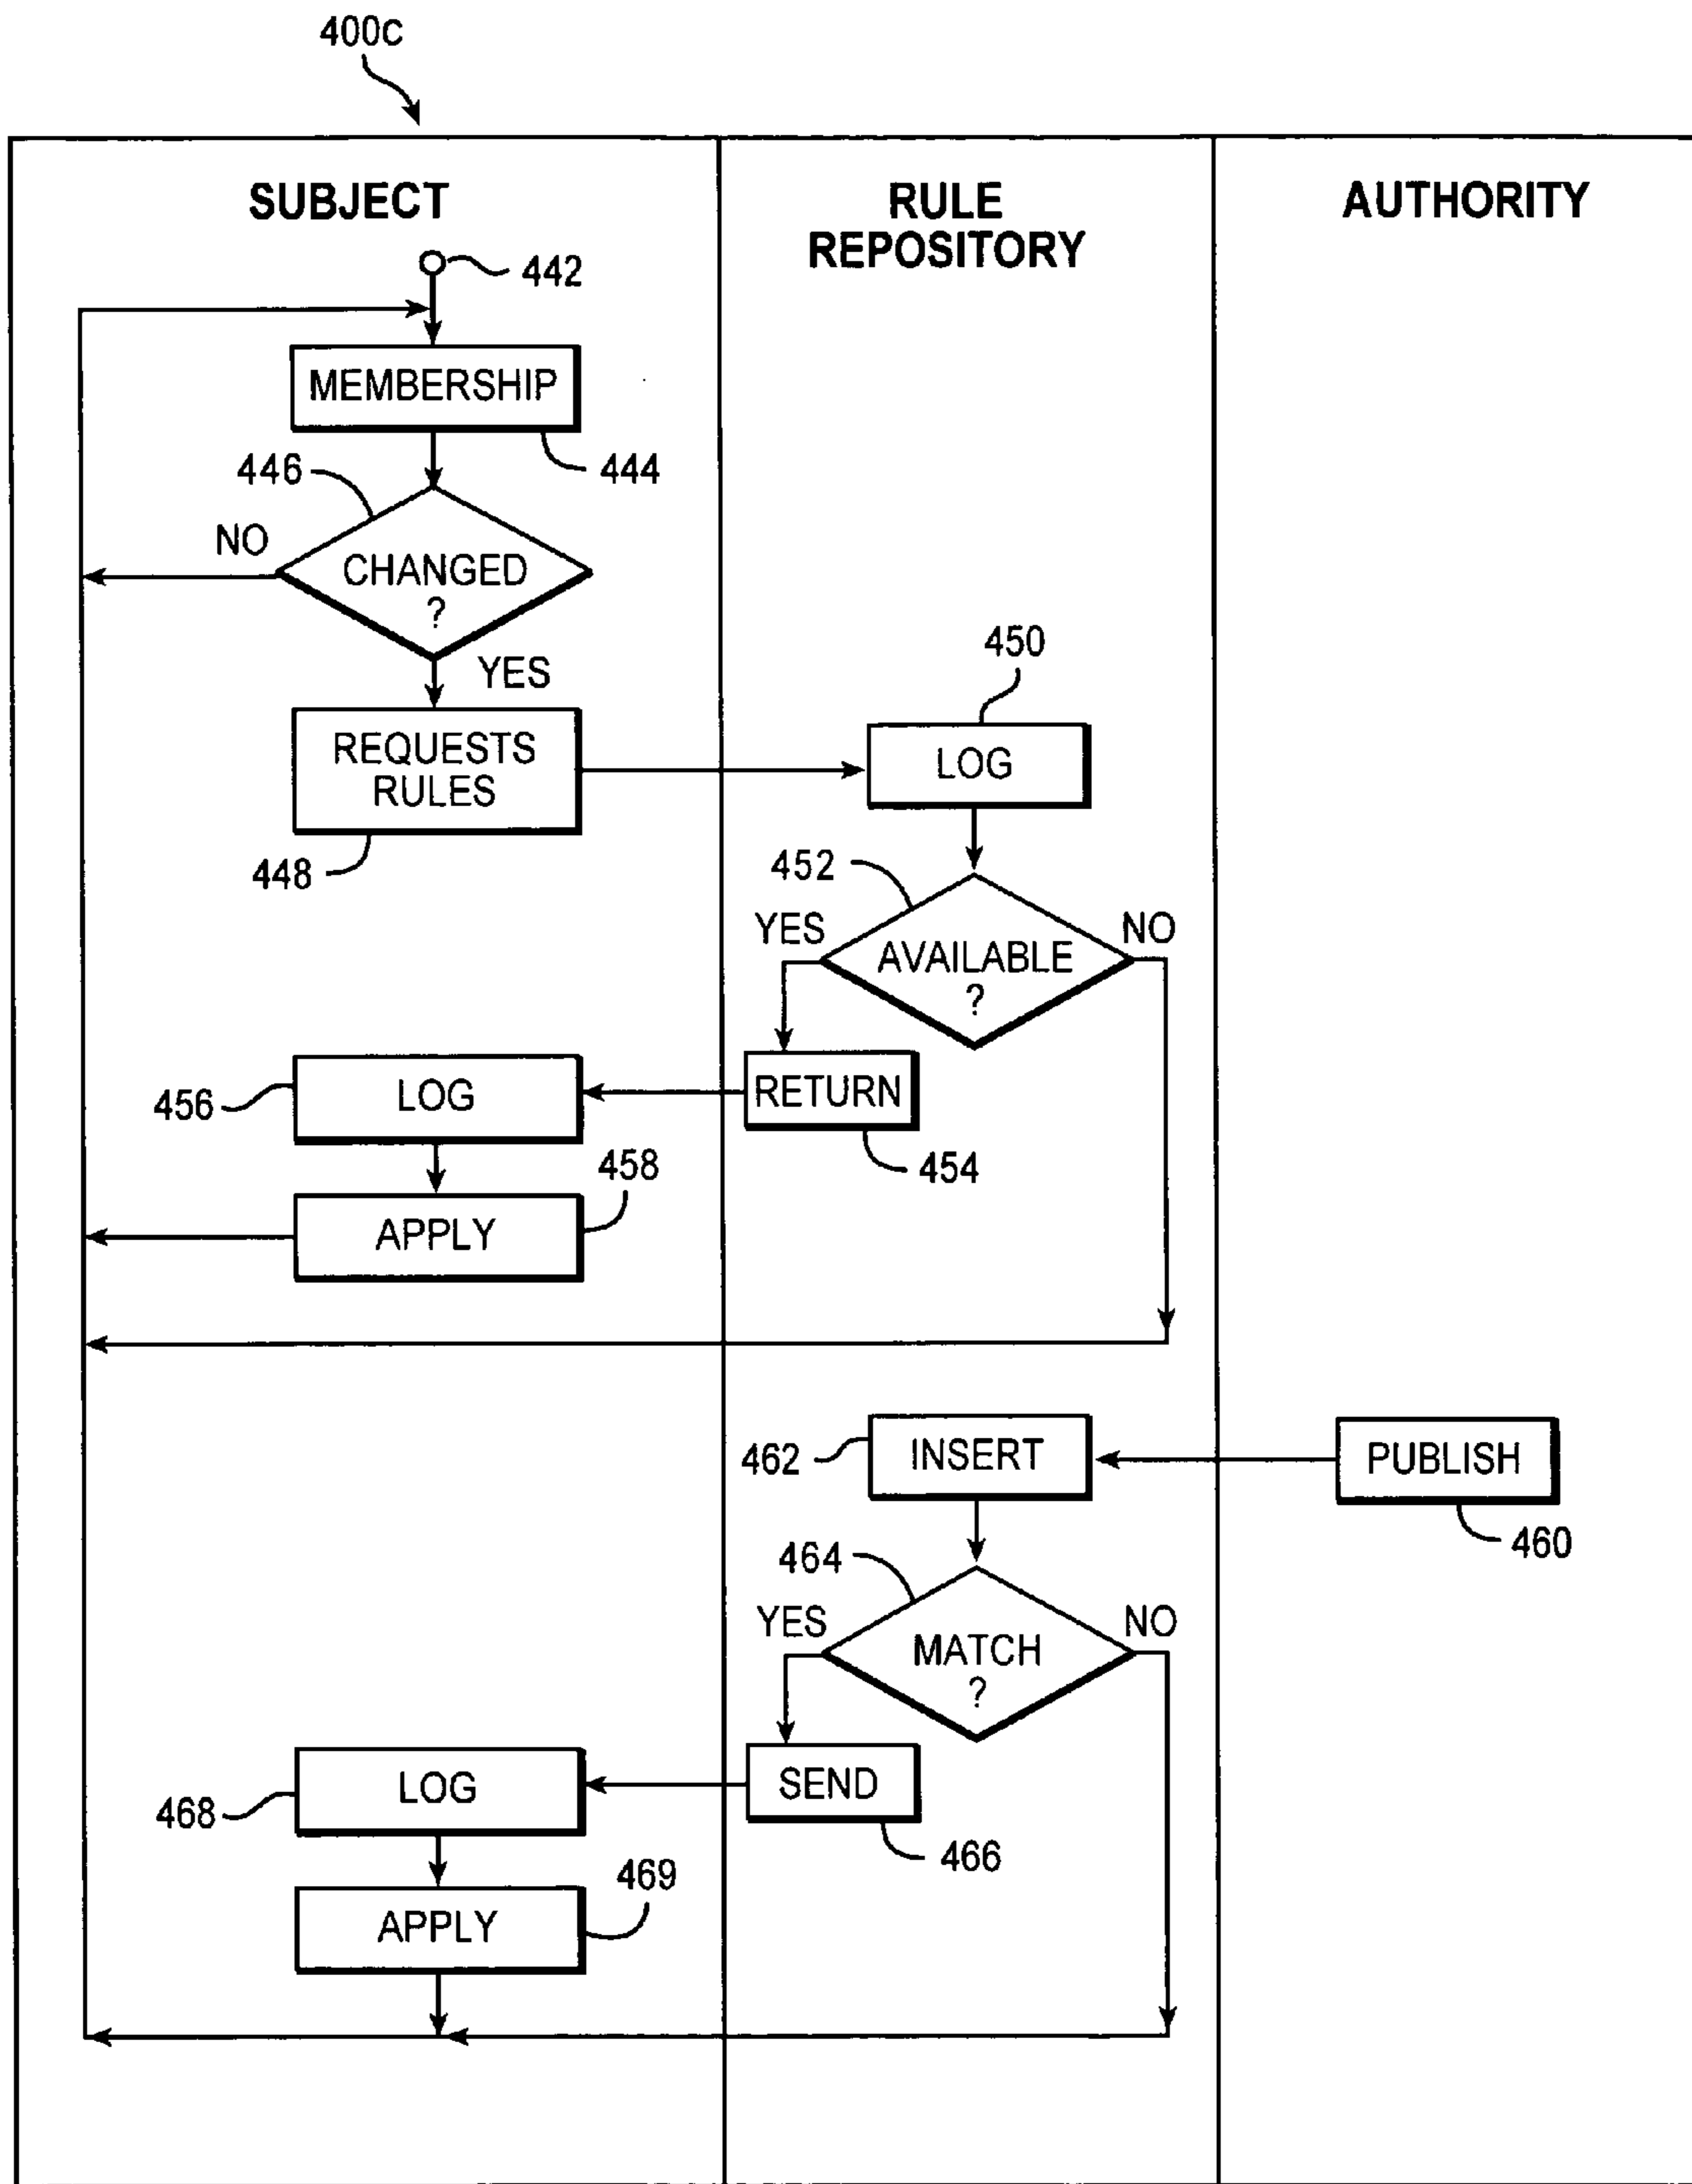 400C
SUBJECT
RULE
REPOSITORY
AUTHORITY
442
MEMBERSHIP
444
446
NO
CHANGED
?
YES
REQUESTS
RULES
448
450
LOG
452
YES
NO
AVAILABLE
?
RETURN
454
456
LOG
458
APPLY
462
INSERT
PUBLISH
460
464
YES
NO
MATCH
?
SEND
466
468
LOG
469
APPLY